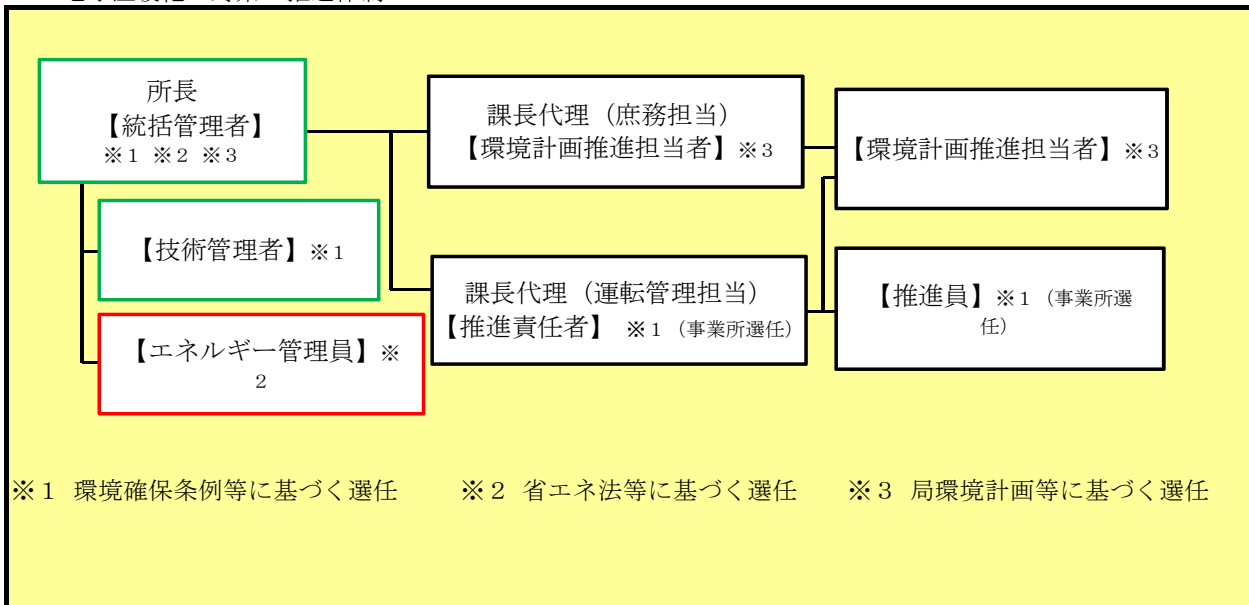 所長
【統括管理者】
※１ ※２ ※３
【技術管理者】※１
【エネルギー管理員】※
２
課長代理（庶務担当）
【環境計画推進担当者】※３
課長代理（運転管理担当）
【推進責任者】 ※１（事業所選任）
【環境計画推進担当者】※３
【推進員】※１（事業所選
任）
※１ 環境確保条例等に基づく選任 ※２ 省エネ法等に基づく選任 ※３ 局環境計画等に基づく選任